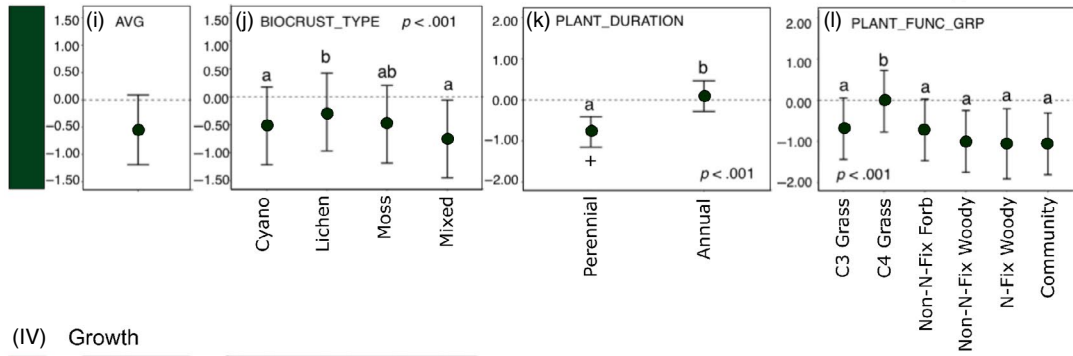 (i) AVG
1.50
1.00
0.50
0.00
−0.50
−1.00
−1.50
(j) BIOCRUST_TYPE p < .001
1.50
1.00
0.50
0.00
−0.50
−1.00
−1.50
a b ab a
Cyano Lichen Moss Mixed
(k) PLANT_DURATION
2.00
1.00
0.00
−1.00
−2.00
a b
+
p < .001
Perennial Annual
(l) PLANT_FUNC_GRP
2.00
1.00
0.00
−1.00
−2.00
a b a a a a
p < .001
C3 Grass
C4 Grass
Non-N-Fix Forb
Non-N-Fix Woody
N-Fix Woody
Community
(IV) Growth